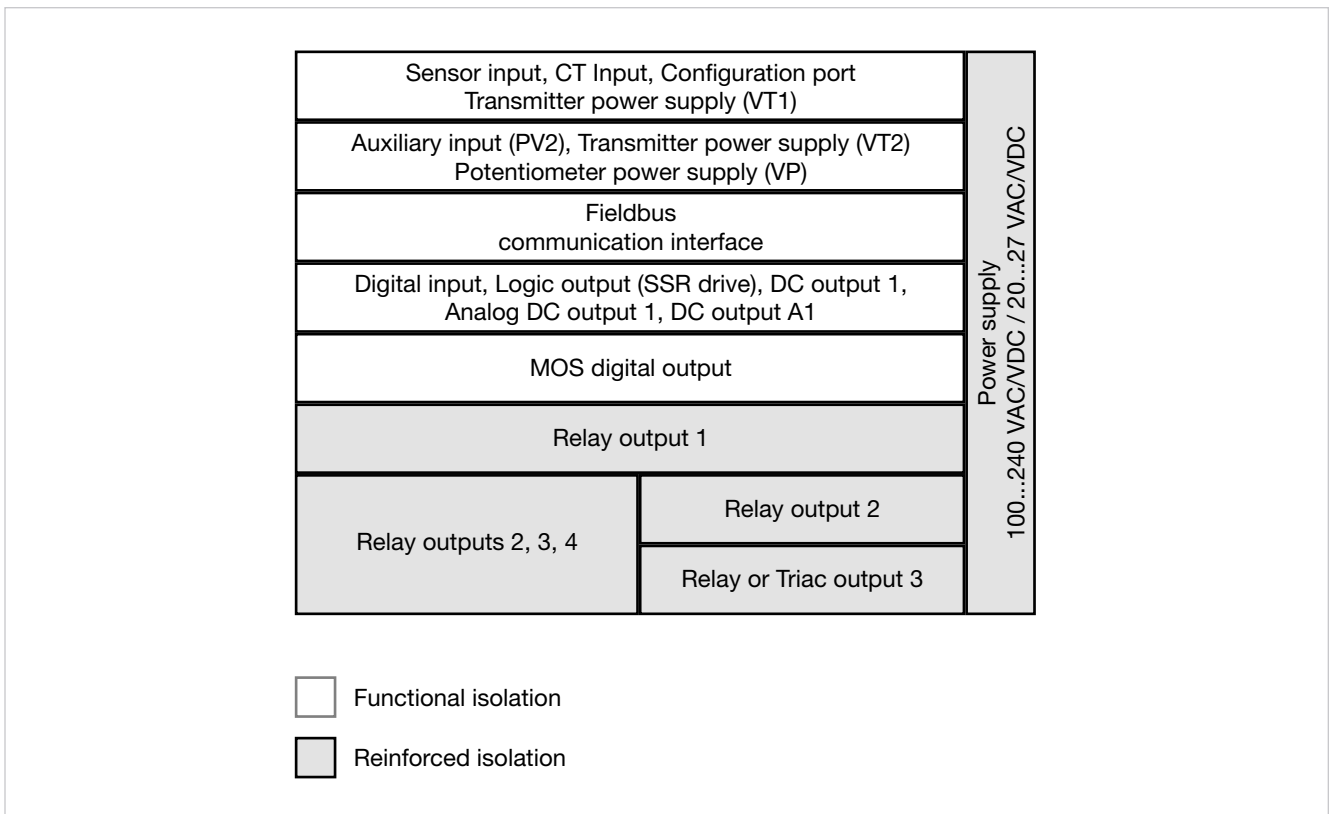 Sensor input, CT Input, Configuration port
Transmitter power supply (VT1)
Auxiliary input (PV2), Transmitter power supply (VT2)
Potentiometer power supply (VP)
Fieldbus
communication interface
Digital input, Logic output (SSR drive), DC output 1,
Analog DC output 1, DC output A1
MOS digital output
Relay output 1
Relay outputs 2, 3, 4
Relay output 2
Relay or Triac output 3
Power supply
100...240 VAC/VDC / 20...27 VAC/VDC
Functional isolation
Reinforced isolation